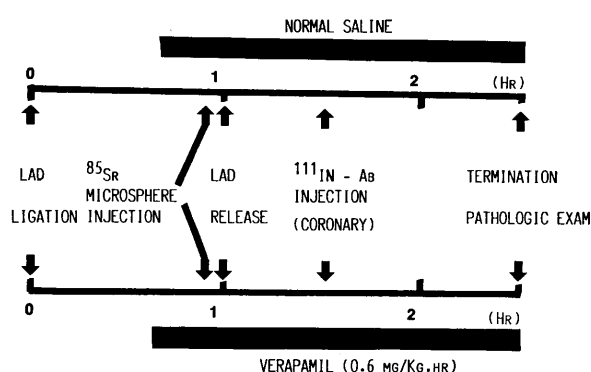 NORMAL SALINE
0 1 2 (HR)
LAD 85SR 111IN - AB
MICROSPHERE LAD INJECTION TERMINATION
LIGATION INJECTION RELEASE (CORONARY) PATHOLOGIC EXAM
0 1 2 (HR)
VERAPAMIL (0.6 MG/KG.HR)